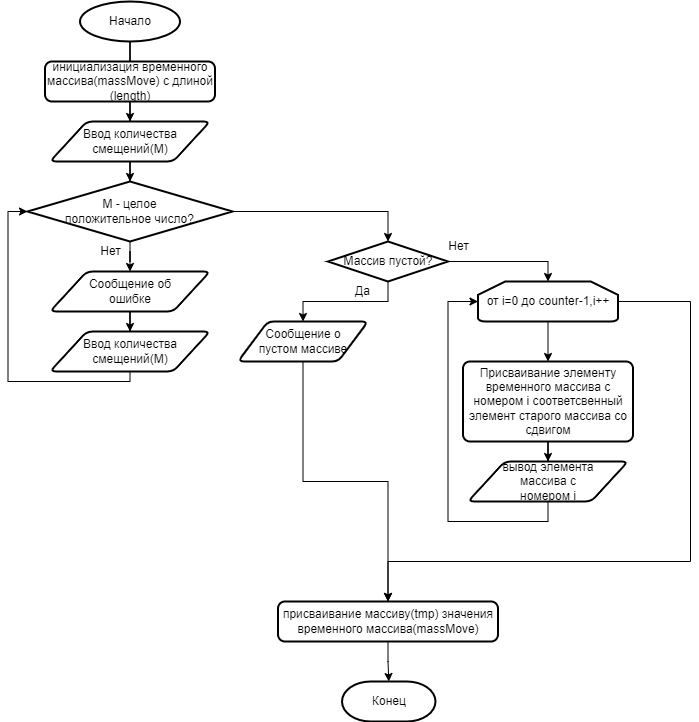 Начало
инициализация временного
массива(massMove) с длиной
(length)
Ввод количества
смещений(M)
М - целое
положительное число?
Нет
Сообщение об
ошибке
Ввод количества
смещений(M)
Массив пустой?
Нет
Да
Сообщение о
пустом массиве
от i=0 до counter-1,i++
Присваивание элементу
временного массива с
номером i соответсвенный
элемент старого массива со
сдвигом
вывод элемента
массива с
номером i
присваивание массиву(tmp) значения
временного массива(massMove)
Конец